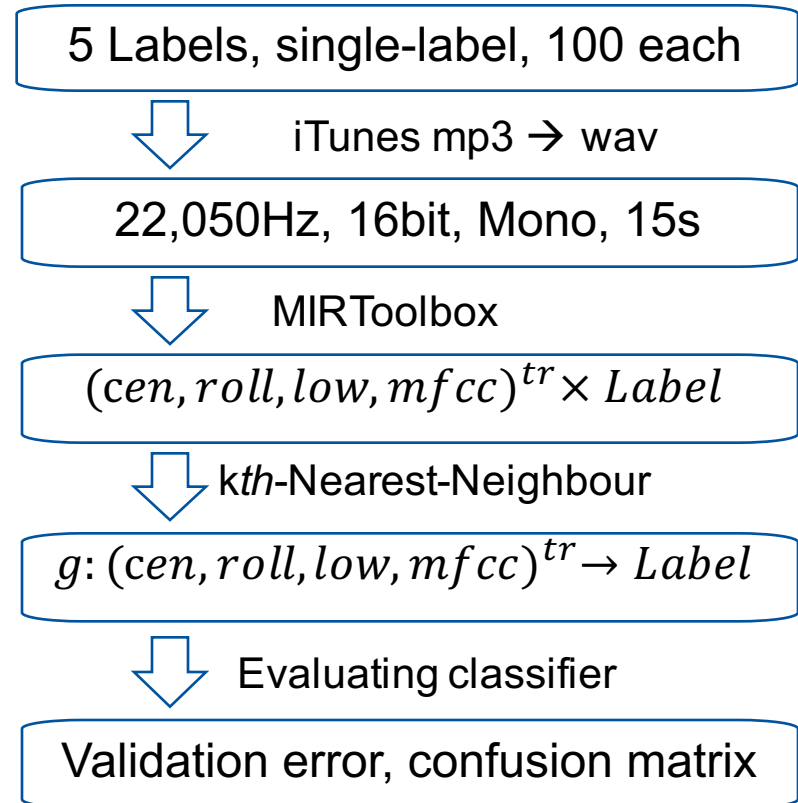 5 Labels, single-label, 100 each
iTunes mp3 → wav
22,050Hz, 16bit, Mono, 15s
MIRToolbox
(cen, roll, low, mfcc)^{tr} × Label
kth-Nearest-Neighbour
g: (cen, roll, low, mfcc)^{tr} → Label
Evaluating classifier
Validation error, confusion matrix